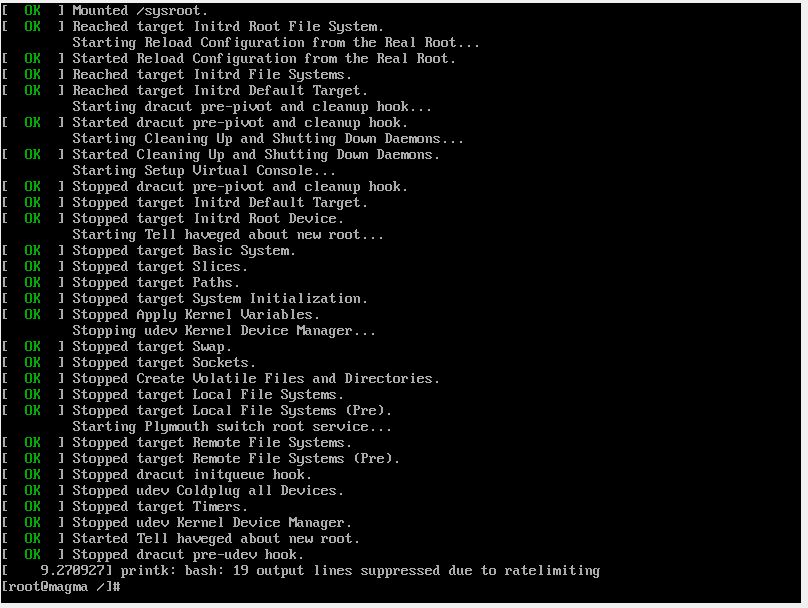 [  OK  ] Mounted /sysroot.
[  OK  ] Reached target Initrd Root File System.
         Starting Reload Configuration from the Real Root...
[  OK  ] Started Reload Configuration from the Real Root.
[  OK  ] Reached target Initrd File Systems.
[  OK  ] Reached target Initrd Default Target.
         Starting dracut pre-pivot and cleanup hook...
[  OK  ] Started dracut pre-pivot and cleanup hook.
         Starting Cleaning Up and Shutting Down Daemons...
[  OK  ] Started Cleaning Up and Shutting Down Daemons.
         Starting Setup Virtual Console...
[  OK  ] Stopped dracut pre-pivot and cleanup hook.
[  OK  ] Stopped target Initrd Default Target.
[  OK  ] Stopped target Initrd Root Device.
         Starting Tell haveged about new root...
[  OK  ] Stopped target Basic System.
[  OK  ] Stopped target Slices.
[  OK  ] Stopped target Paths.
[  OK  ] Stopped target System Initialization.
[  OK  ] Stopped Apply Kernel Variables.
         Stopping udev Kernel Device Manager...
[  OK  ] Stopped target Swap.
[  OK  ] Stopped target Sockets.
[  OK  ] Stopped Create Volatile Files and Directories.
[  OK  ] Stopped target Local File Systems.
[  OK  ] Stopped target Local File Systems (Pre).
         Starting Plymouth switch root service...
[  OK  ] Stopped target Remote File Systems.
[  OK  ] Stopped target Remote File Systems (Pre).
[  OK  ] Stopped dracut initqueue hook.
[  OK  ] Stopped udev Coldplug all Devices.
[  OK  ] Stopped target Timers.
[  OK  ] Stopped udev Kernel Device Manager.
[  OK  ] Started Tell haveged about new root.
[  OK  ] Stopped dracut pre-udev hook.
[    9.270927] printk: bash: 19 output lines suppressed due to ratelimiting
[root@magma /]#